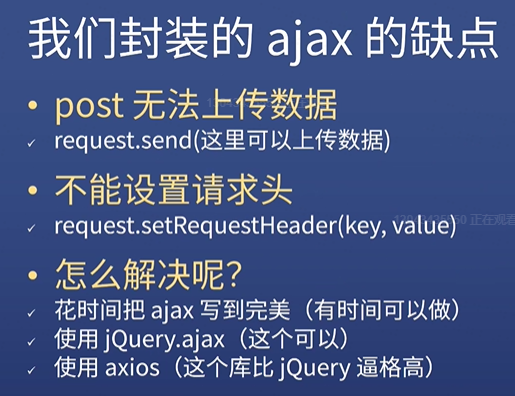 我们封装的 ajax 的缺点
• post 无法上传数据
✓ request.send(这里可以上传数据)
• 不能设置请求头
✓ request.setRequestHeader(key, value)
• 怎么解决呢？
✓ 花时间把 ajax 写到完美（有时间可以做）
✓ 使用 jQuery.ajax（这个可以）
✓ 使用 axios（这个库比 jQuery 逼格高）